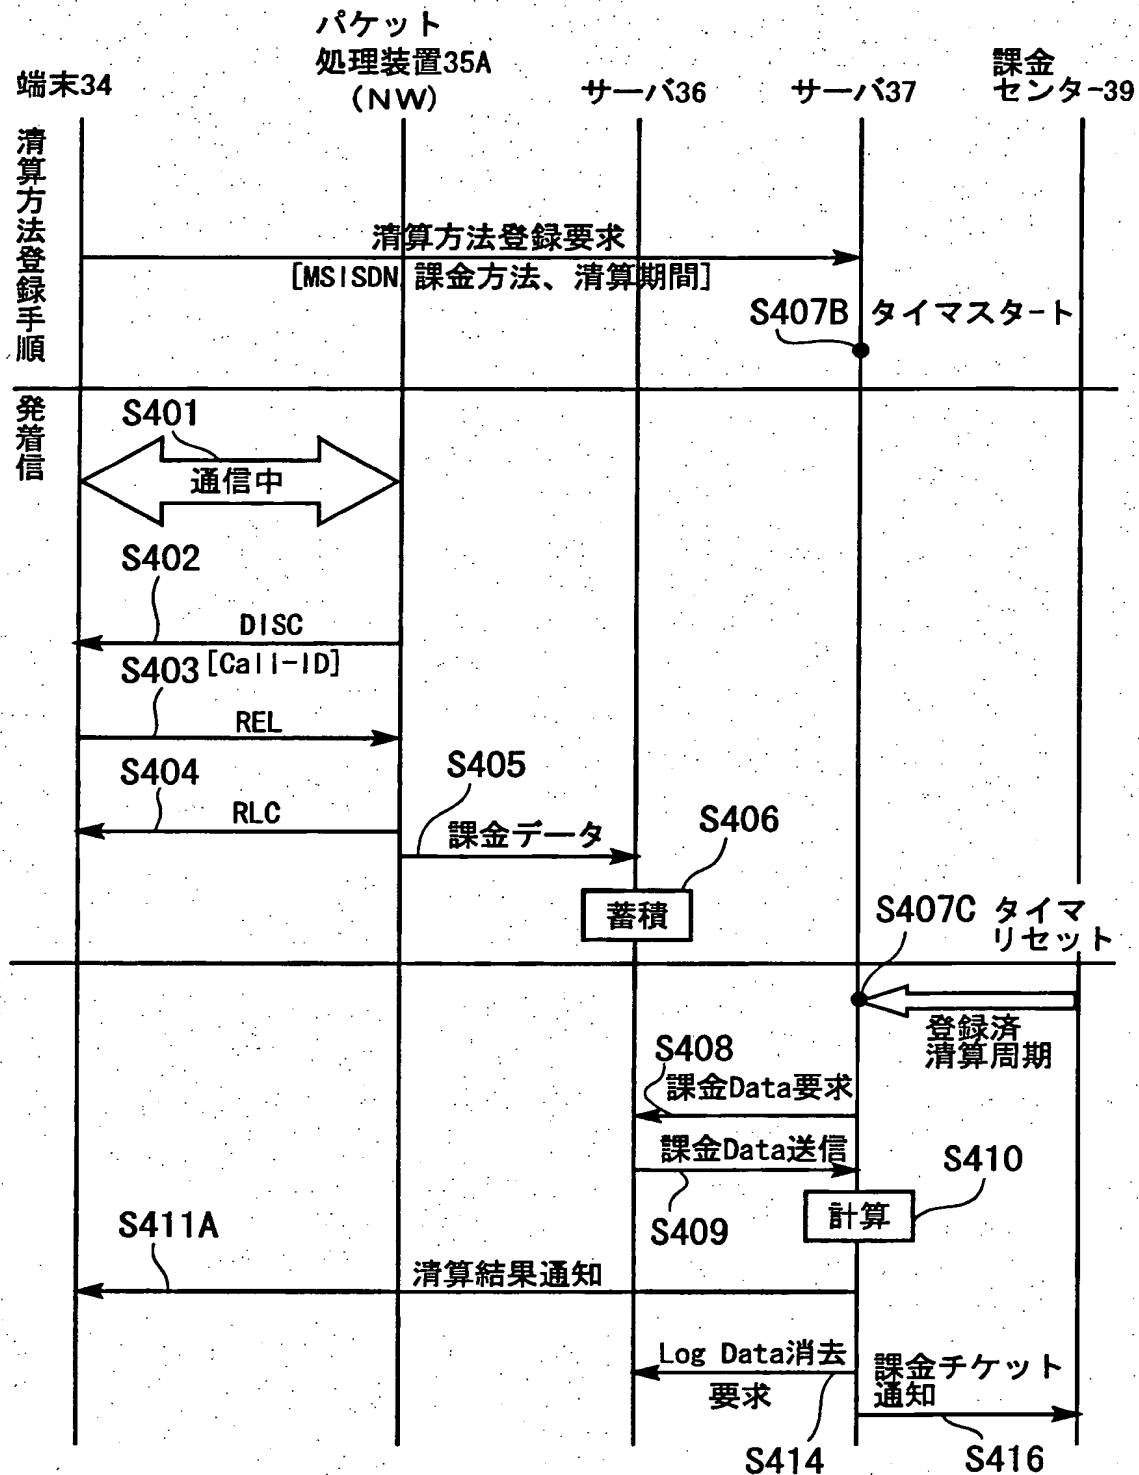 パケット
処理装置35A
(NW)
端末34
サーバ36
サーバ37
課金
センター39
清算方法登録手順
清算方法登録要求
[MSISDN 課金方法、清算期間]
S407B タイマスタート
発着信
S401
通信中
S402
DISC
[Call-ID]
S403
REL
S404
RLC
S405
課金データ
S406
蓄積
S407C タイマ
リセット
登録済
清算周期
S408
課金Data要求
課金Data送信
S409
S410
計算
S411A
清算結果通知
Log Data消去
要求
S414
課金チケット
通知
S416